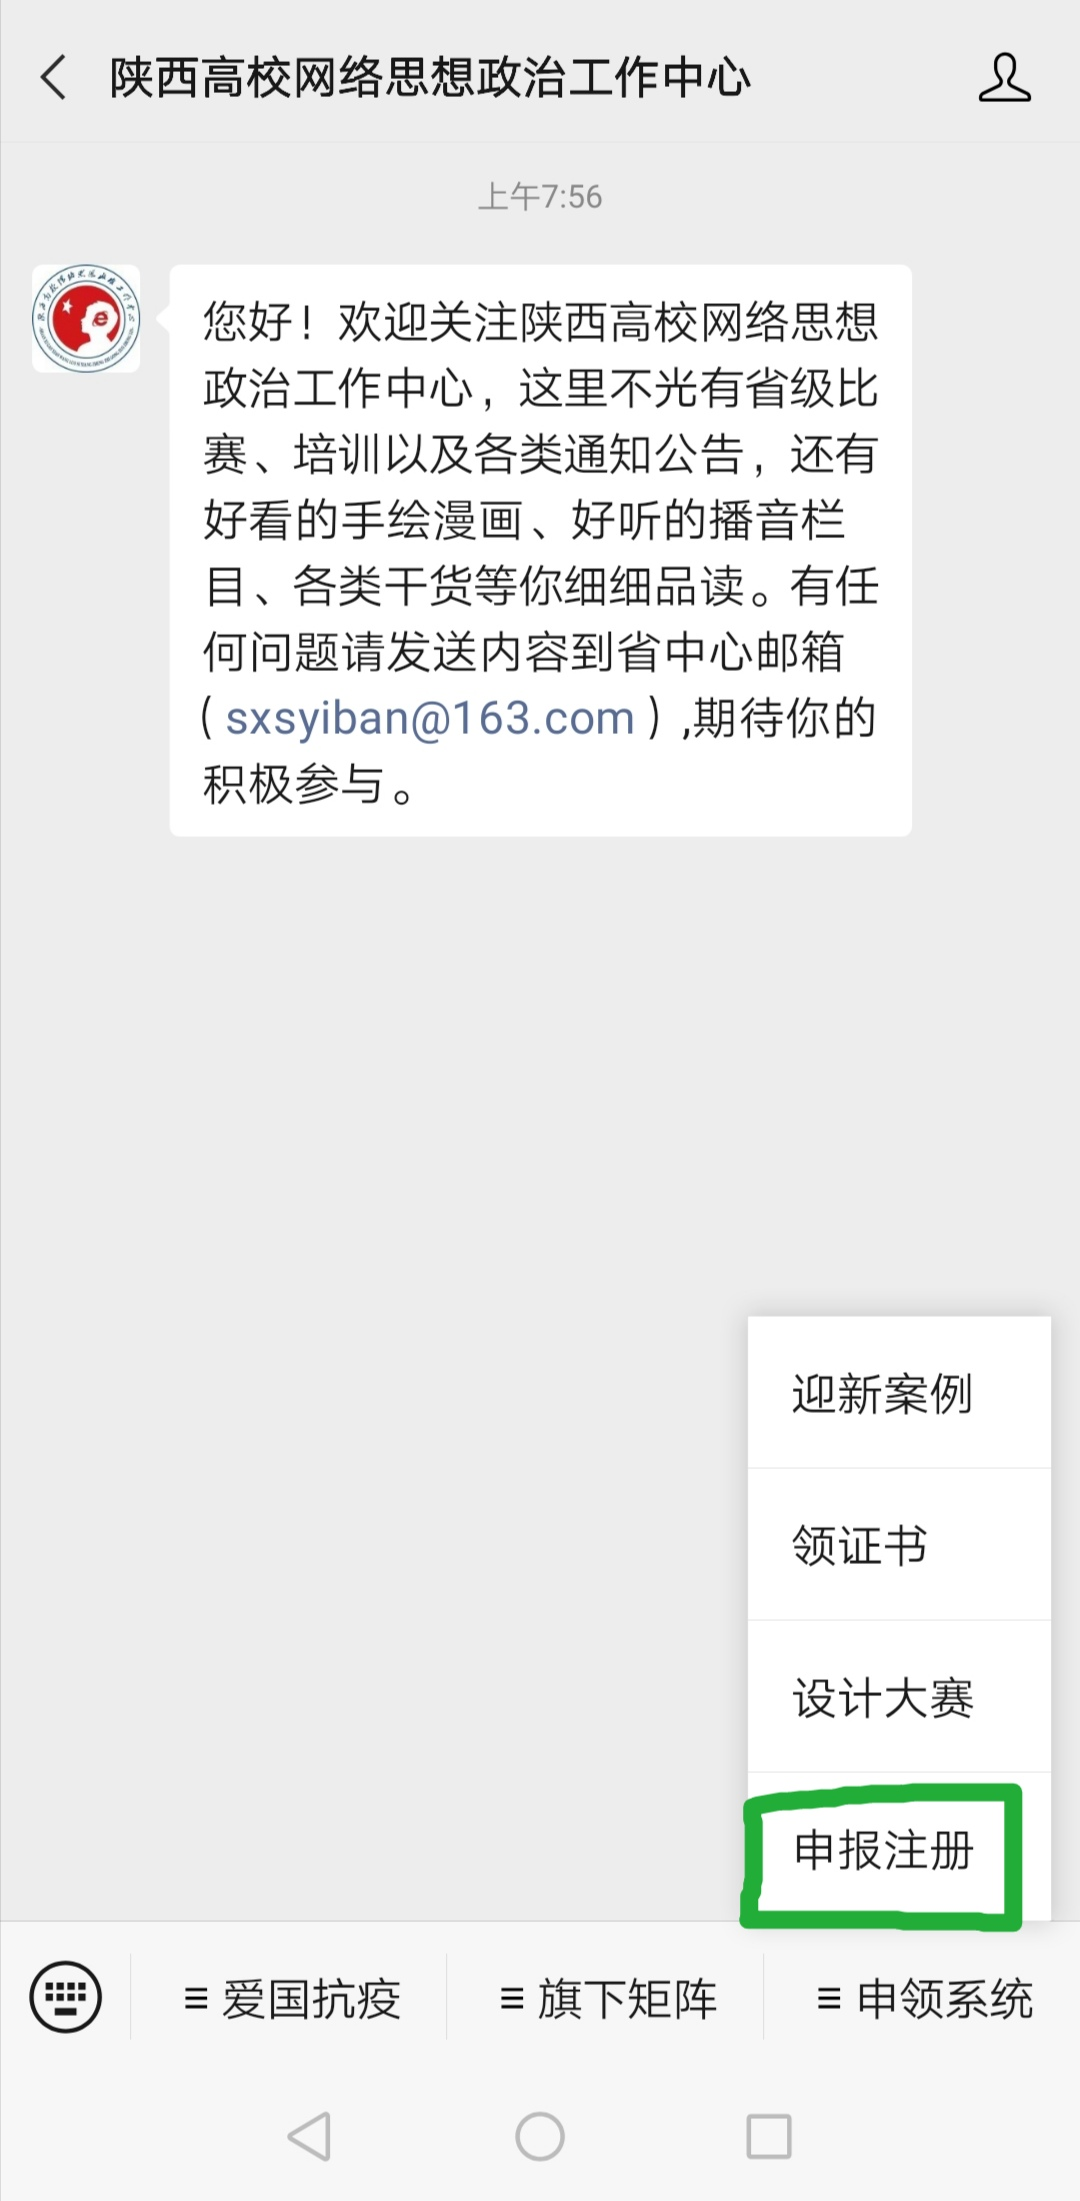 陕西高校网络思想政治工作中心
上午7:56
您好！欢迎关注陕西高校网络思想
政治工作中心，这里不光有省级比
赛、培训以及各类通知公告，还有
好看的手绘漫画、好听的播音栏
目、各类干货等你细细品读。有任
何问题请发送内容到省中心邮箱
（sxsyiban@163.com）,期待你的
积极参与。
迎新案例
领证书
设计大赛
申报注册
爱国抗疫
旗下矩阵
申领系统